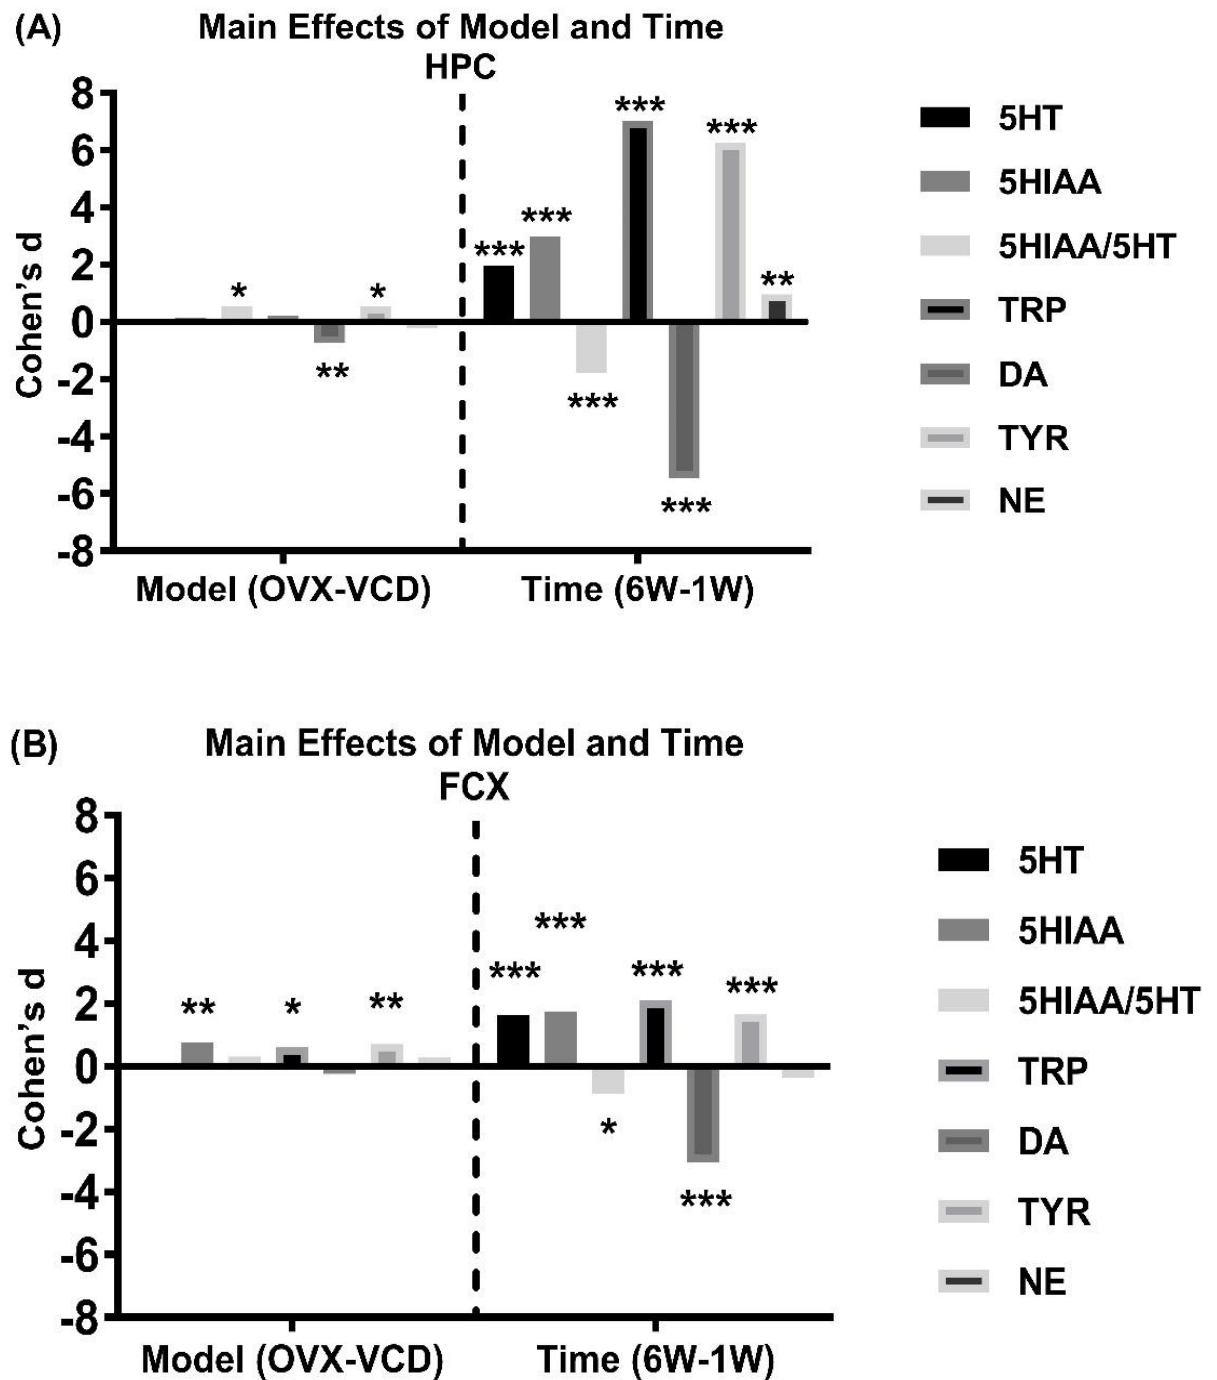 (A) Main Effects of Model and Time
HPC
8
6
4
2
0
-2
-4
-6
-8
Cohen's d
*
*
**
***
***
***
***
***
***
**
Model (OVX-VCD) Time (6W-1W)
5HT
5HIAA
5HIAA/5HT
TRP
DA
TYR
NE
(B) Main Effects of Model and Time
FCX
8
6
4
2
0
-2
-4
-6
-8
Cohen's d
**
*
**
***
***
*
***
***
***
Model (OVX-VCD) Time (6W-1W)
5HT
5HIAA
5HIAA/5HT
TRP
DA
TYR
NE